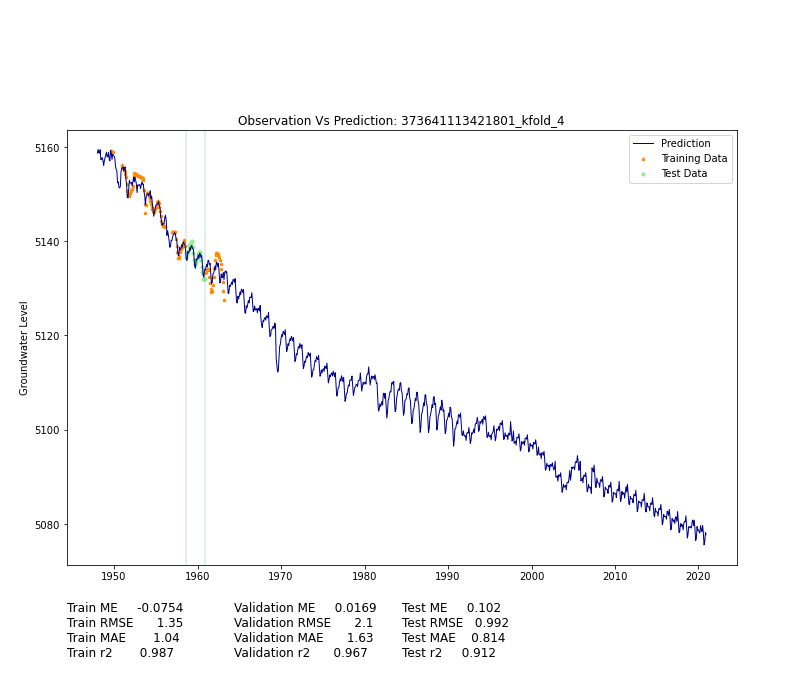 Observation Vs Prediction: 373641113421801_kfold_4
Prediction
Training Data
Test Data
5160
5140
5120
5100
5080
Groundwater Level
1950 1960 1970 1980 1990 2000 2010 2020
Train ME -0.0754 Validation ME 0.0169 Test ME 0.102
Train RMSE 1.35 Validation RMSE 2.1 Test RMSE 0.992
Train MAE 1.04 Validation MAE 1.63 Test MAE 0.814
Train r2 0.987 Validation r2 0.967 Test r2 0.912